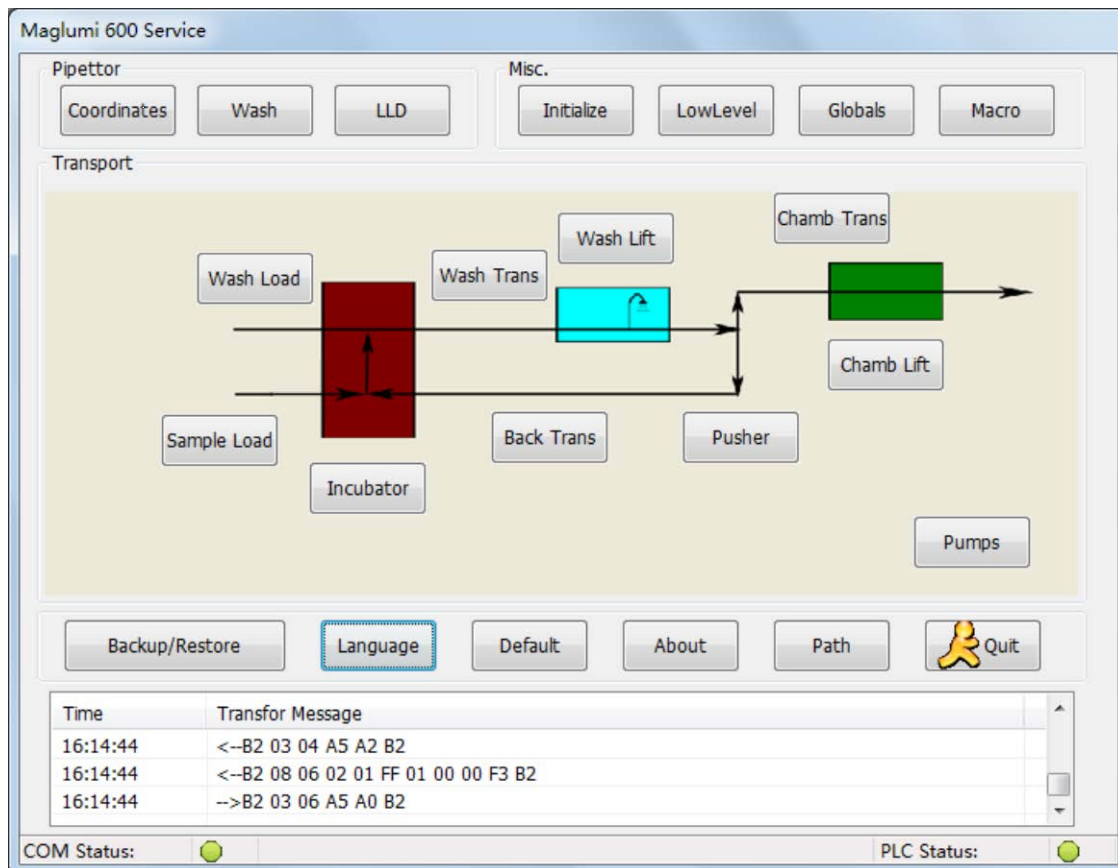 Maglumi 600 Service
Pipettor
Misc.
Coordinates Wash LLD Initialize LowLevel Globals Macro
Transport
Chamb Trans
Wash Lift
Wash Load Wash Trans
Chamb Lift
Sample Load Back Trans Pusher
Incubator
Pumps
Backup/Restore Language Default About Path Quit
Time Transfor Message
16:14:44 <--B2 03 04 A5 A2 B2
16:14:44 <--B2 08 06 02 01 FF 01 00 00 F3 B2
16:14:44 -->B2 03 06 A5 A0 B2
COM Status: PLC Status: